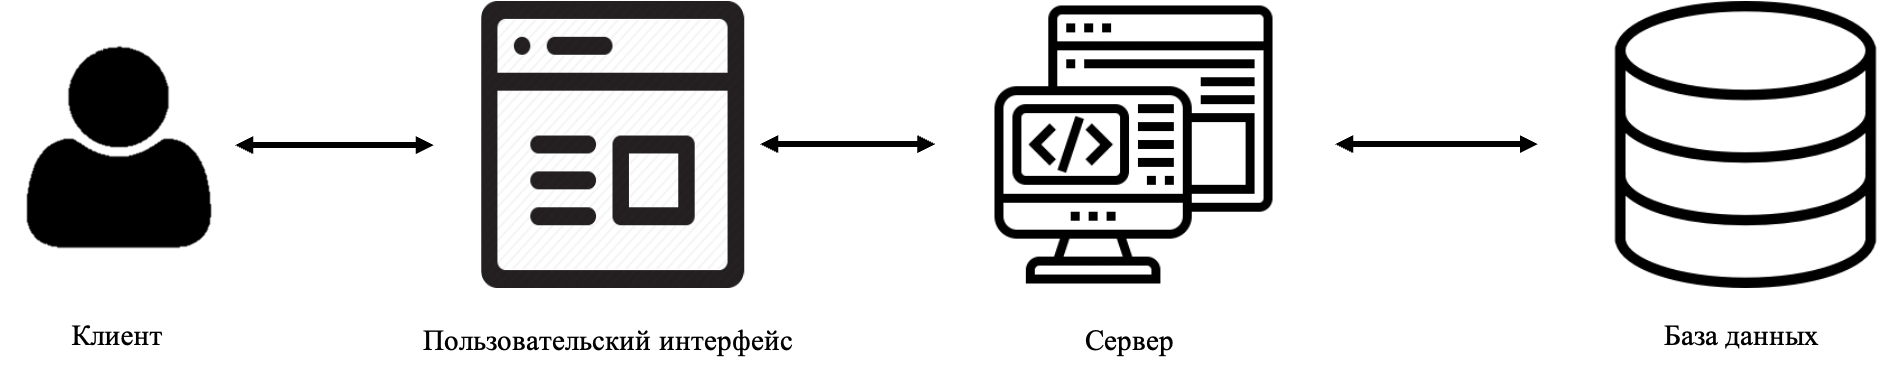 Клиент
Пользовательский интерфейс
Сервер
База данных